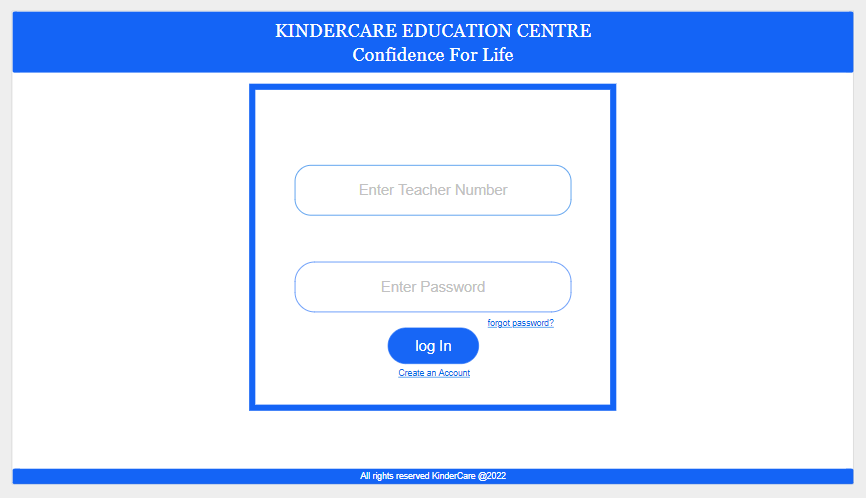 KINDERCARE EDUCATION CENTRE
Confidence For Life
Enter Teacher Number
Enter Password
forgot password?
log In
Create an Account
All rights reserved KinderCare @2022